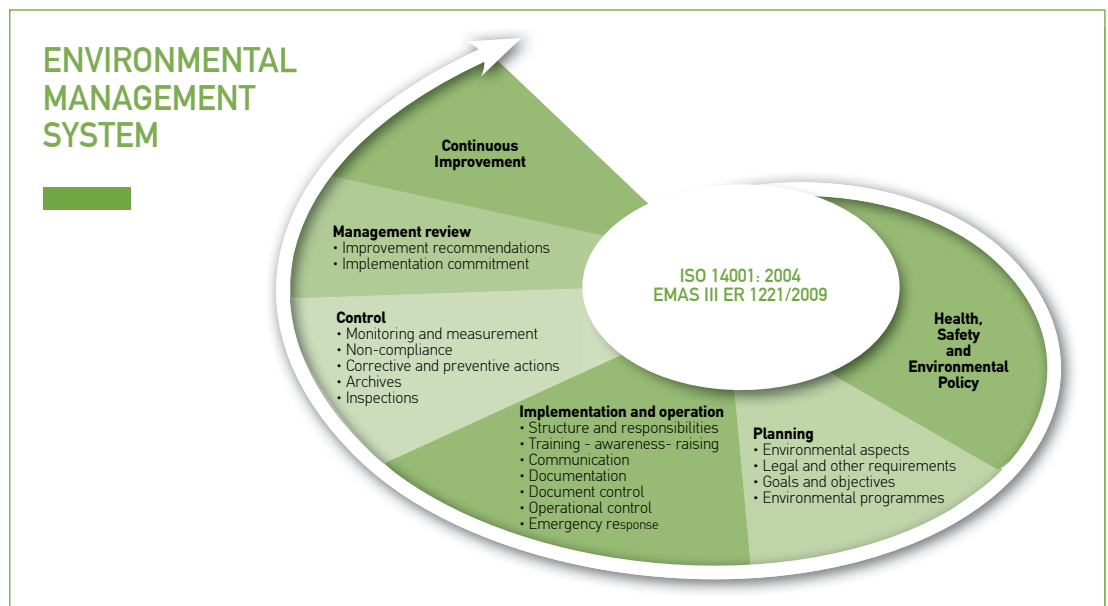 ENVIRONMENTAL
MANAGEMENT
SYSTEM
Continuous
Improvement
Management review
• Improvement recommendations
• Implementation commitment
Control
• Monitoring and measurement
• Non-compliance
• Corrective and preventive actions
• Archives
• Inspections
Implementation and operation
• Structure and responsibilities
• Training - awareness- raising
• Communication
• Documentation
• Document control
• Operational control
• Emergency response
Planning
• Environmental aspects
• Legal and other requirements
• Goals and objectives
• Environmental programmes
Health,
Safety
and
Environmental
Policy
ISO 14001: 2004
EMAS III ER 1221/2009